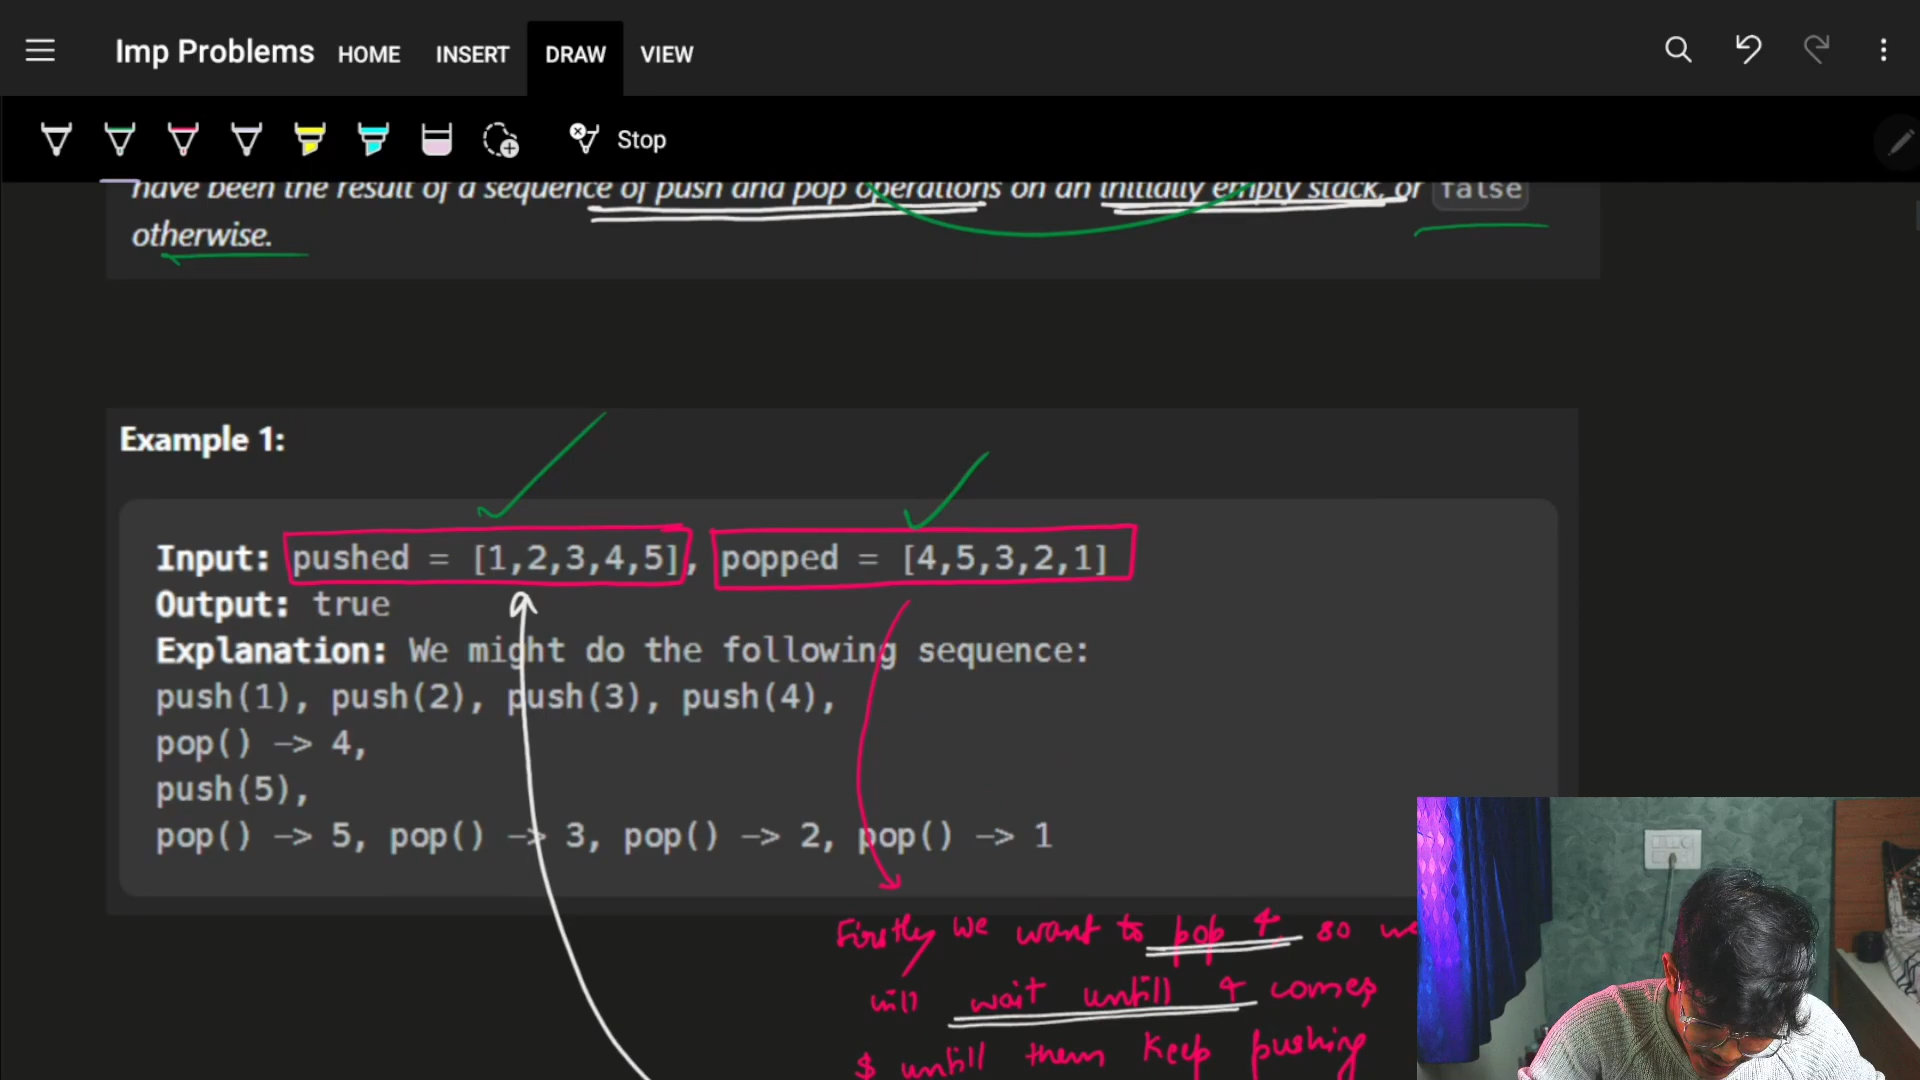 Imp Problems HOME INSERT DRAW VIEW
Stop
have been the result of a sequence of push and pop operations on an initially empty stack, or false
otherwise.
Example 1:
Input: pushed = [1,2,3,4,5], popped = [4,5,3,2,1]
Output: true
Explanation: We might do the following sequence:
push(1), push(2), push(3), push(4),
pop() -> 4,
push(5),
pop() -> 5, pop() -> 3, pop() -> 2, pop() -> 1
Firstly we want to pop 4 so we
will wait untill 4 comes
$ untill them keep pushing